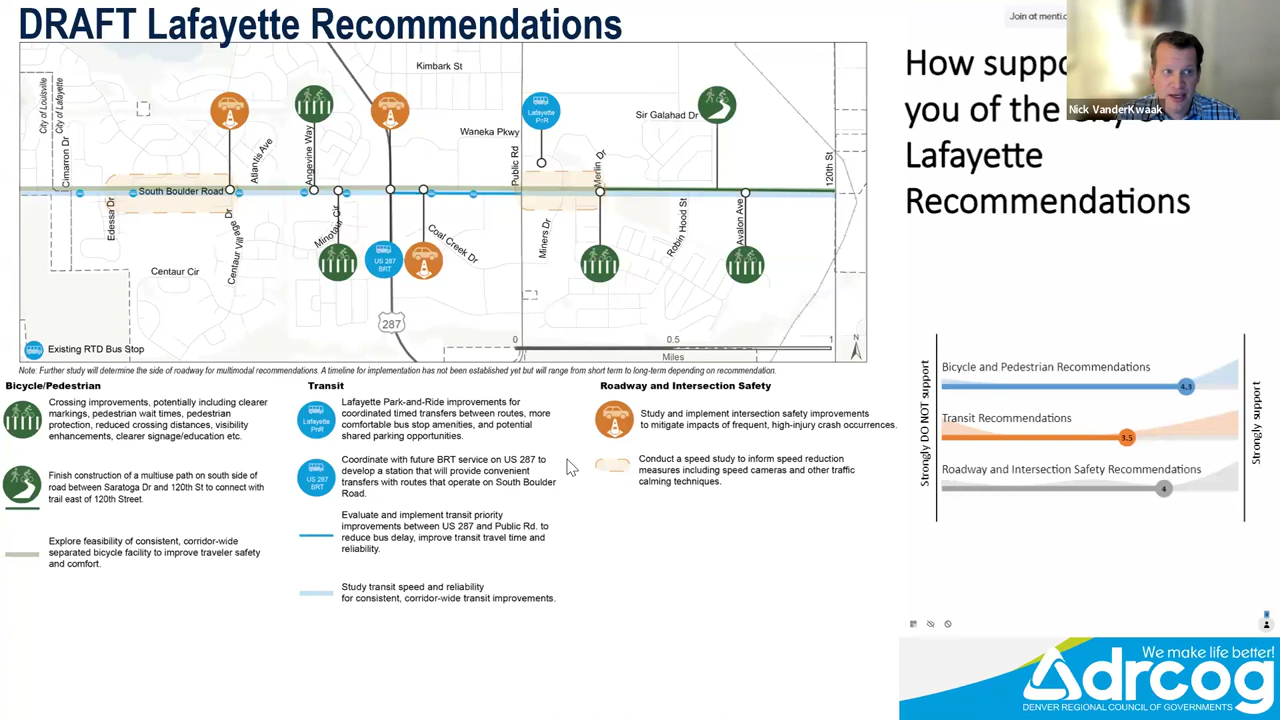 DRAFT Lafayette Recommendations
Kimbark St
City of Louisville
City of Lafayette
Cimarron Dr
Atlantis Ave
Angevine Way
Waneka Pkwy
Public Rd
Lafayette
PnR
Sir Galahad Dr
Merlin Dr
120th St
South Boulder Road
Edessa Dr
Centaur Village Dr
Minotaur Cir
Coal Creek Dr
US 287
BRT
Miners Dr
Robin Hood St
Avalon Ave
Centaur Cir
287
Existing RTD Bus Stop
0 0.5 1
Miles
N
Note: Further study will determine the side of roadway for multimodal recommendations. A timeline for implementation has not been established yet but will range from short term to long-term depending on recommendation.
Bicycle/Pedestrian
Crossing improvements, potentially including clearer
markings, pedestrian wait times, pedestrian
protection, reduced crossing distances, visibility
enhancements, clearer signage/education etc.
Finish construction of a multiuse path on south side of
road between Saratoga Dr and 120th St to connect with
trail east of 120th Street.
Explore feasibility of consistent, corridor-wide
separated bicycle facility to improve traveler safety
and comfort.
Transit
Lafayette
PnR
Lafayette Park-and-Ride improvements for
coordinated timed transfers between routes, more
comfortable bus stop amenities, and potential
shared parking opportunities.
US 287
BRT
Coordinate with future BRT service on US 287 to
develop a station that will provide convenient
transfers with routes that operate on South Boulder
Road.
Evaluate and implement transit priority
improvements between US 287 and Public Rd. to
reduce bus delay, improve transit travel time and
reliability.
Study transit speed and reliability
for consistent, corridor-wide transit improvements.
Roadway and Intersection Safety
Study and implement intersection safety improvements
to mitigate impacts of frequent, high-injury crash occurrences.
Conduct a speed study to inform speed reduction
measures including speed cameras and other traffic
calming techniques.
Join at menti.c
How suppo
you of the
Lafayette
Recommendations
Nick VanderKwaak
Strongly DO NOT support
Bicycle and Pedestrian Recommendations
4.3
Transit Recommendations
3.5
Roadway and Intersection Safety Recommendations
4
Strongly support
We make life better!
drcog
DENVER REGIONAL COUNCIL OF GOVERNMENTS